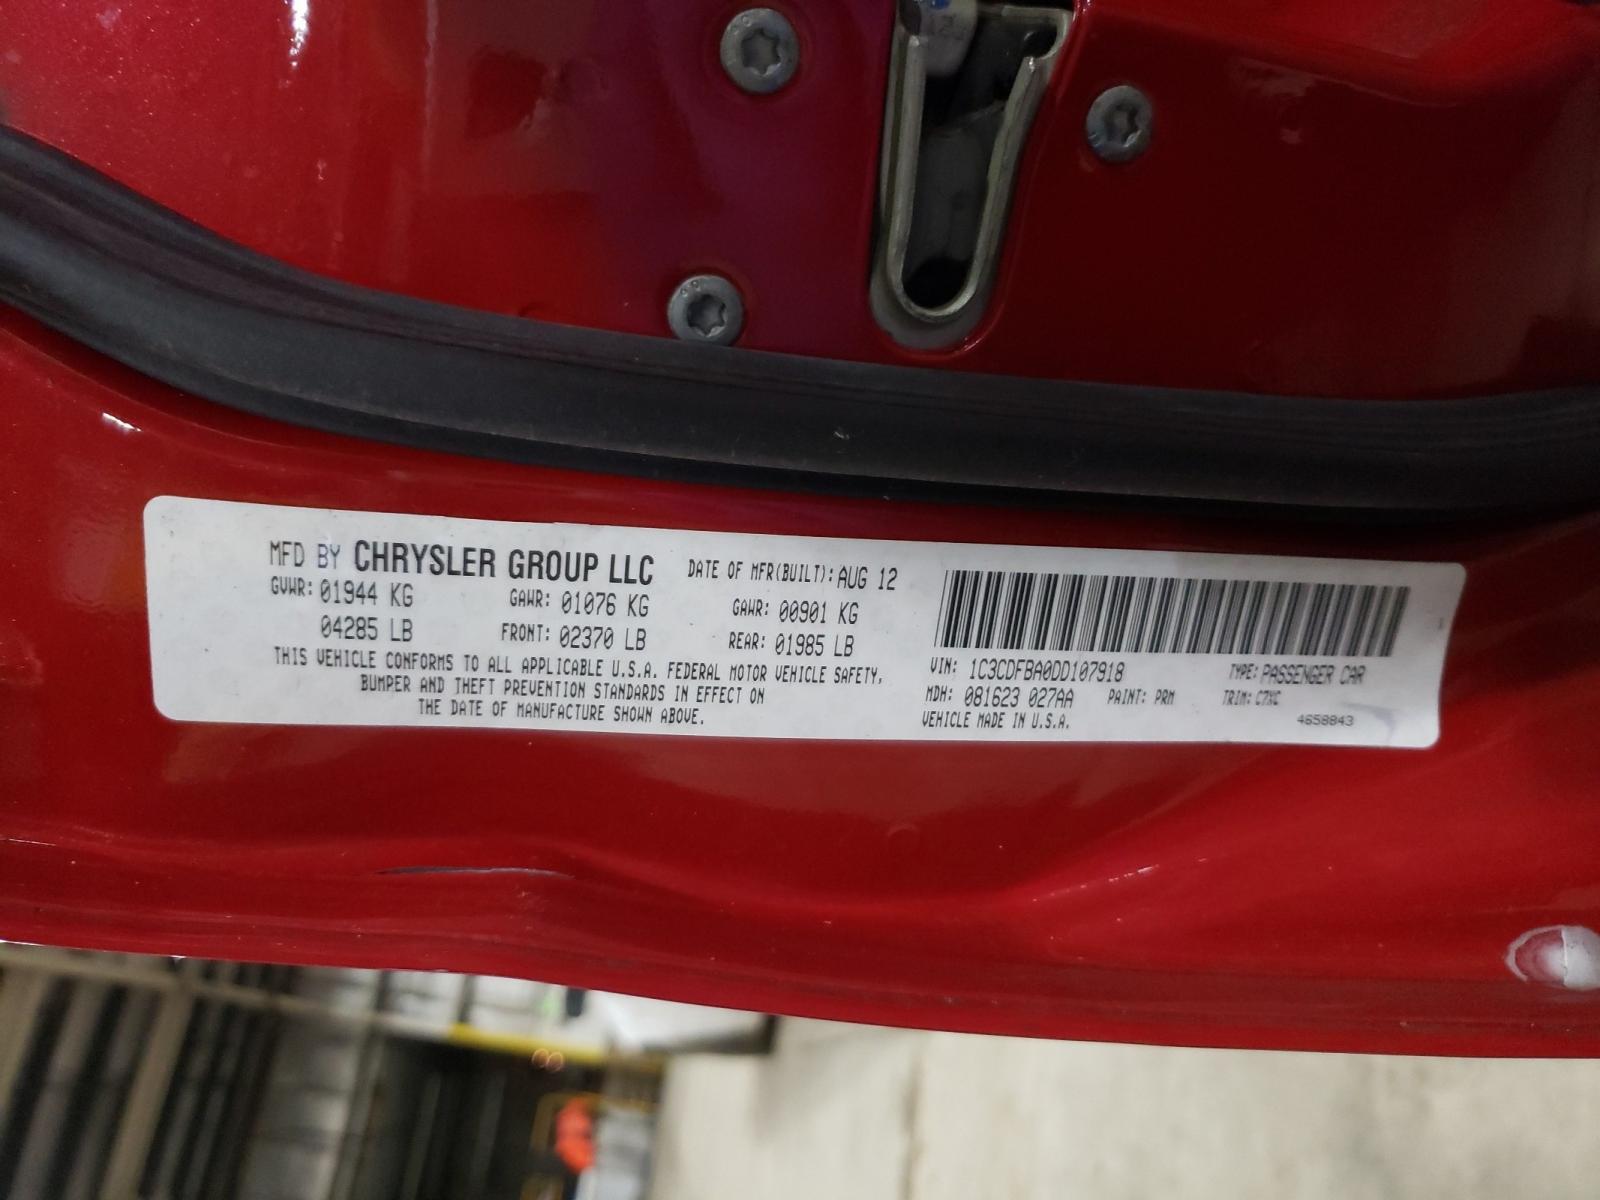 MFD BY CHRYSLER GROUP LLC DATE OF MFR(BUILT): AUG 12
GVWR: 01944 KG GAWR: 01076 KG GAWR: 00901 KG
04285 LB FRONT: 02370 LB REAR: 01985 LB
THIS VEHICLE CONFORMS TO ALL APPLICABLE U.S.A. FEDERAL MOTOR VEHICLE SAFETY,
BUMPER AND THEFT PREVENTION STANDARDS IN EFFECT ON
THE DATE OF MANUFACTURE SHOWN ABOVE.
VIN: 1C3CDFBA0DD107918 TYPE: PASSENGER CAR
MDH: 081623 027AA PAINT: PRM TRIM: C7XC
VEHICLE MADE IN U.S.A. 4658843